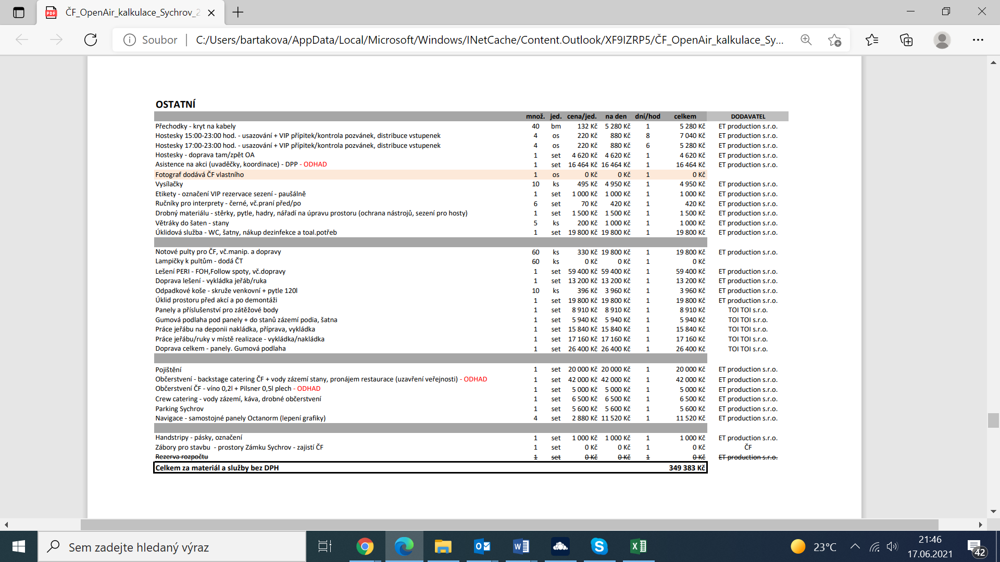 ČF_OpenAir_kalkulace_Sychrov_2
Soubor C:/Users/bartakova/AppData/Local/Microsoft/Windows/INetCache/Content.Outlook/XF9IZRP5/ČF_OpenAir_kalkulace_Sy...
OSTATNÍ
množ. jed. cena/jed. na den dní/hod celkem DODAVATEL
Přechodky - kryt na kabely 40 bm 132 Kč 5 280 Kč 1 5 280 Kč ET production s.r.o.
Hostesky 15:00-23:00 hod. - usazování + VIP přípitek/kontrola pozvánek, distribuce vstupenek 4 os 220 Kč 880 Kč 8 7 040 Kč ET production s.r.o.
Hostesky 17:00-23:00 hod. - usazování + VIP přípitek/kontrola pozvánek, distribuce vstupenek 4 os 220 Kč 880 Kč 6 5 280 Kč ET production s.r.o.
Hostesky - doprava tam/zpět OA 1 set 4 620 Kč 4 620 Kč 1 4 620 Kč ET production s.r.o.
Asistence na akci (uvaděčky, koordinace) - DPP - ODHAD 1 set 16 464 Kč 16 464 Kč 1 16 464 Kč ET production s.r.o.
Fotograf dodává ČF vlastního 1 os 0 Kč 0 Kč 1 0 Kč
Vysílačky 10 ks 495 Kč 4 950 Kč 1 4 950 Kč ET production s.r.o.
Etikety - označení VIP rezervace sezení - paušálně 1 set 1 000 Kč 1 000 Kč 1 1 000 Kč ET production s.r.o.
Ručníky pro interprety - černé, vč.praní před/po 6 set 70 Kč 420 Kč 1 420 Kč ET production s.r.o.
Drobný materiálu - stěrky, pytle, hadry, nářadí na úpravu prostoru (ochrana nástrojů, sezení pro hosty) 1 set 1 500 Kč 1 500 Kč 1 1 500 Kč ET production s.r.o.
Větráky do šaten - stany 5 ks 200 Kč 1 000 Kč 1 1 000 Kč ET production s.r.o.
Úklidová služba - WC, šatny, nákup dezinfekce a toal.potřeb 1 set 19 800 Kč 19 800 Kč 1 19 800 Kč ET production s.r.o.
Notové pulty pro ČF, vč.manip. a dopravy 60 ks 330 Kč 19 800 Kč 1 19 800 Kč ET production s.r.o.
Lampičky k pultům - dodá ČT 60 ks 0 Kč 0 Kč 1 0 Kč
Lešení PERI - FOH,Follow spoty, vč.dopravy 1 set 59 400 Kč 59 400 Kč 1 59 400 Kč ET production s.r.o.
Doprava lešení - vykládka jeřáb/ruka 1 set 13 200 Kč 13 200 Kč 1 13 200 Kč ET production s.r.o.
Odpadkové koše - skruže venkovní + pytle 120l 10 ks 396 Kč 3 960 Kč 1 3 960 Kč ET production s.r.o.
Úklid prostoru před akcí a po demontáži 1 set 19 800 Kč 19 800 Kč 1 19 800 Kč ET production s.r.o.
Panely a příslušenství pro zátěžové body 1 set 8 910 Kč 8 910 Kč 1 8 910 Kč TOI TOI s.r.o.
Gumová podlaha pod panely + do stanů zázemí podia, šatna 1 set 5 940 Kč 5 940 Kč 1 5 940 Kč TOI TOI s.r.o.
Práce jeřábu na deponii nakládka, příprava, vykládka 1 set 15 840 Kč 15 840 Kč 1 15 840 Kč TOI TOI s.r.o.
Práce jeřábu/ruky v místě realizace - vykládka/nakládka 1 set 17 160 Kč 17 160 Kč 1 17 160 Kč TOI TOI s.r.o.
Doprava celkem - panely. Gumová podlaha 1 set 26 400 Kč 26 400 Kč 1 26 400 Kč TOI TOI s.r.o.
Pojištění 1 set 20 000 Kč 20 000 Kč 1 20 000 Kč ET production s.r.o.
Občerstvení - backstage catering ČF + vody zázemí stany, pronájem restaurace (uzavření veřejnosti) - ODHAD 1 set 42 000 Kč 42 000 Kč 1 42 000 Kč ET production s.r.o.
Občerstvení ČF - víno 0,2l + Pilsner 0,5l plech - ODHAD 1 set 5 000 Kč 5 000 Kč 1 5 000 Kč ET production s.r.o.
Crew catering - vody zázemí, káva, drobné občerstvení 1 set 6 500 Kč 6 500 Kč 1 6 500 Kč ET production s.r.o.
Parking Sychrov 1 set 5 600 Kč 5 600 Kč 1 5 600 Kč ET production s.r.o.
Navigace - samostojné panely Octanorm (lepení grafiky) 4 set 2 880 Kč 11 520 Kč 1 11 520 Kč ET production s.r.o.
Handstripy - pásky, označení 1 set 1 000 Kč 1 000 Kč 1 1 000 Kč ET production s.r.o.
Zábory pro stavbu - prostory Zámku Sychrov - zajistí ČF 1 set 0 Kč 0 Kč 1 0 Kč ČF
Rezerva rozpočtu 1 set 0 Kč 0 Kč 1 0 Kč ET production s.r.o.
Celkem za materiál a služby bez DPH 349 383 Kč
Sem zadejte hledaný výraz
23°C
21:46
17.06.2021
42